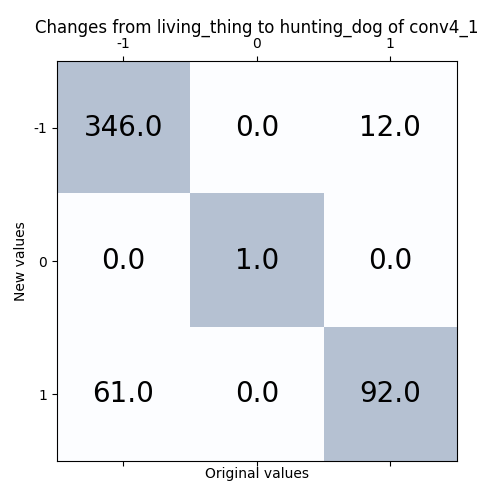 Changes from living_thing to hunting_dog of conv4_1
-1 0 1
-1 346.0 0.0 12.0
0 0.0 1.0 0.0
1 61.0 0.0 92.0
New values
Original values